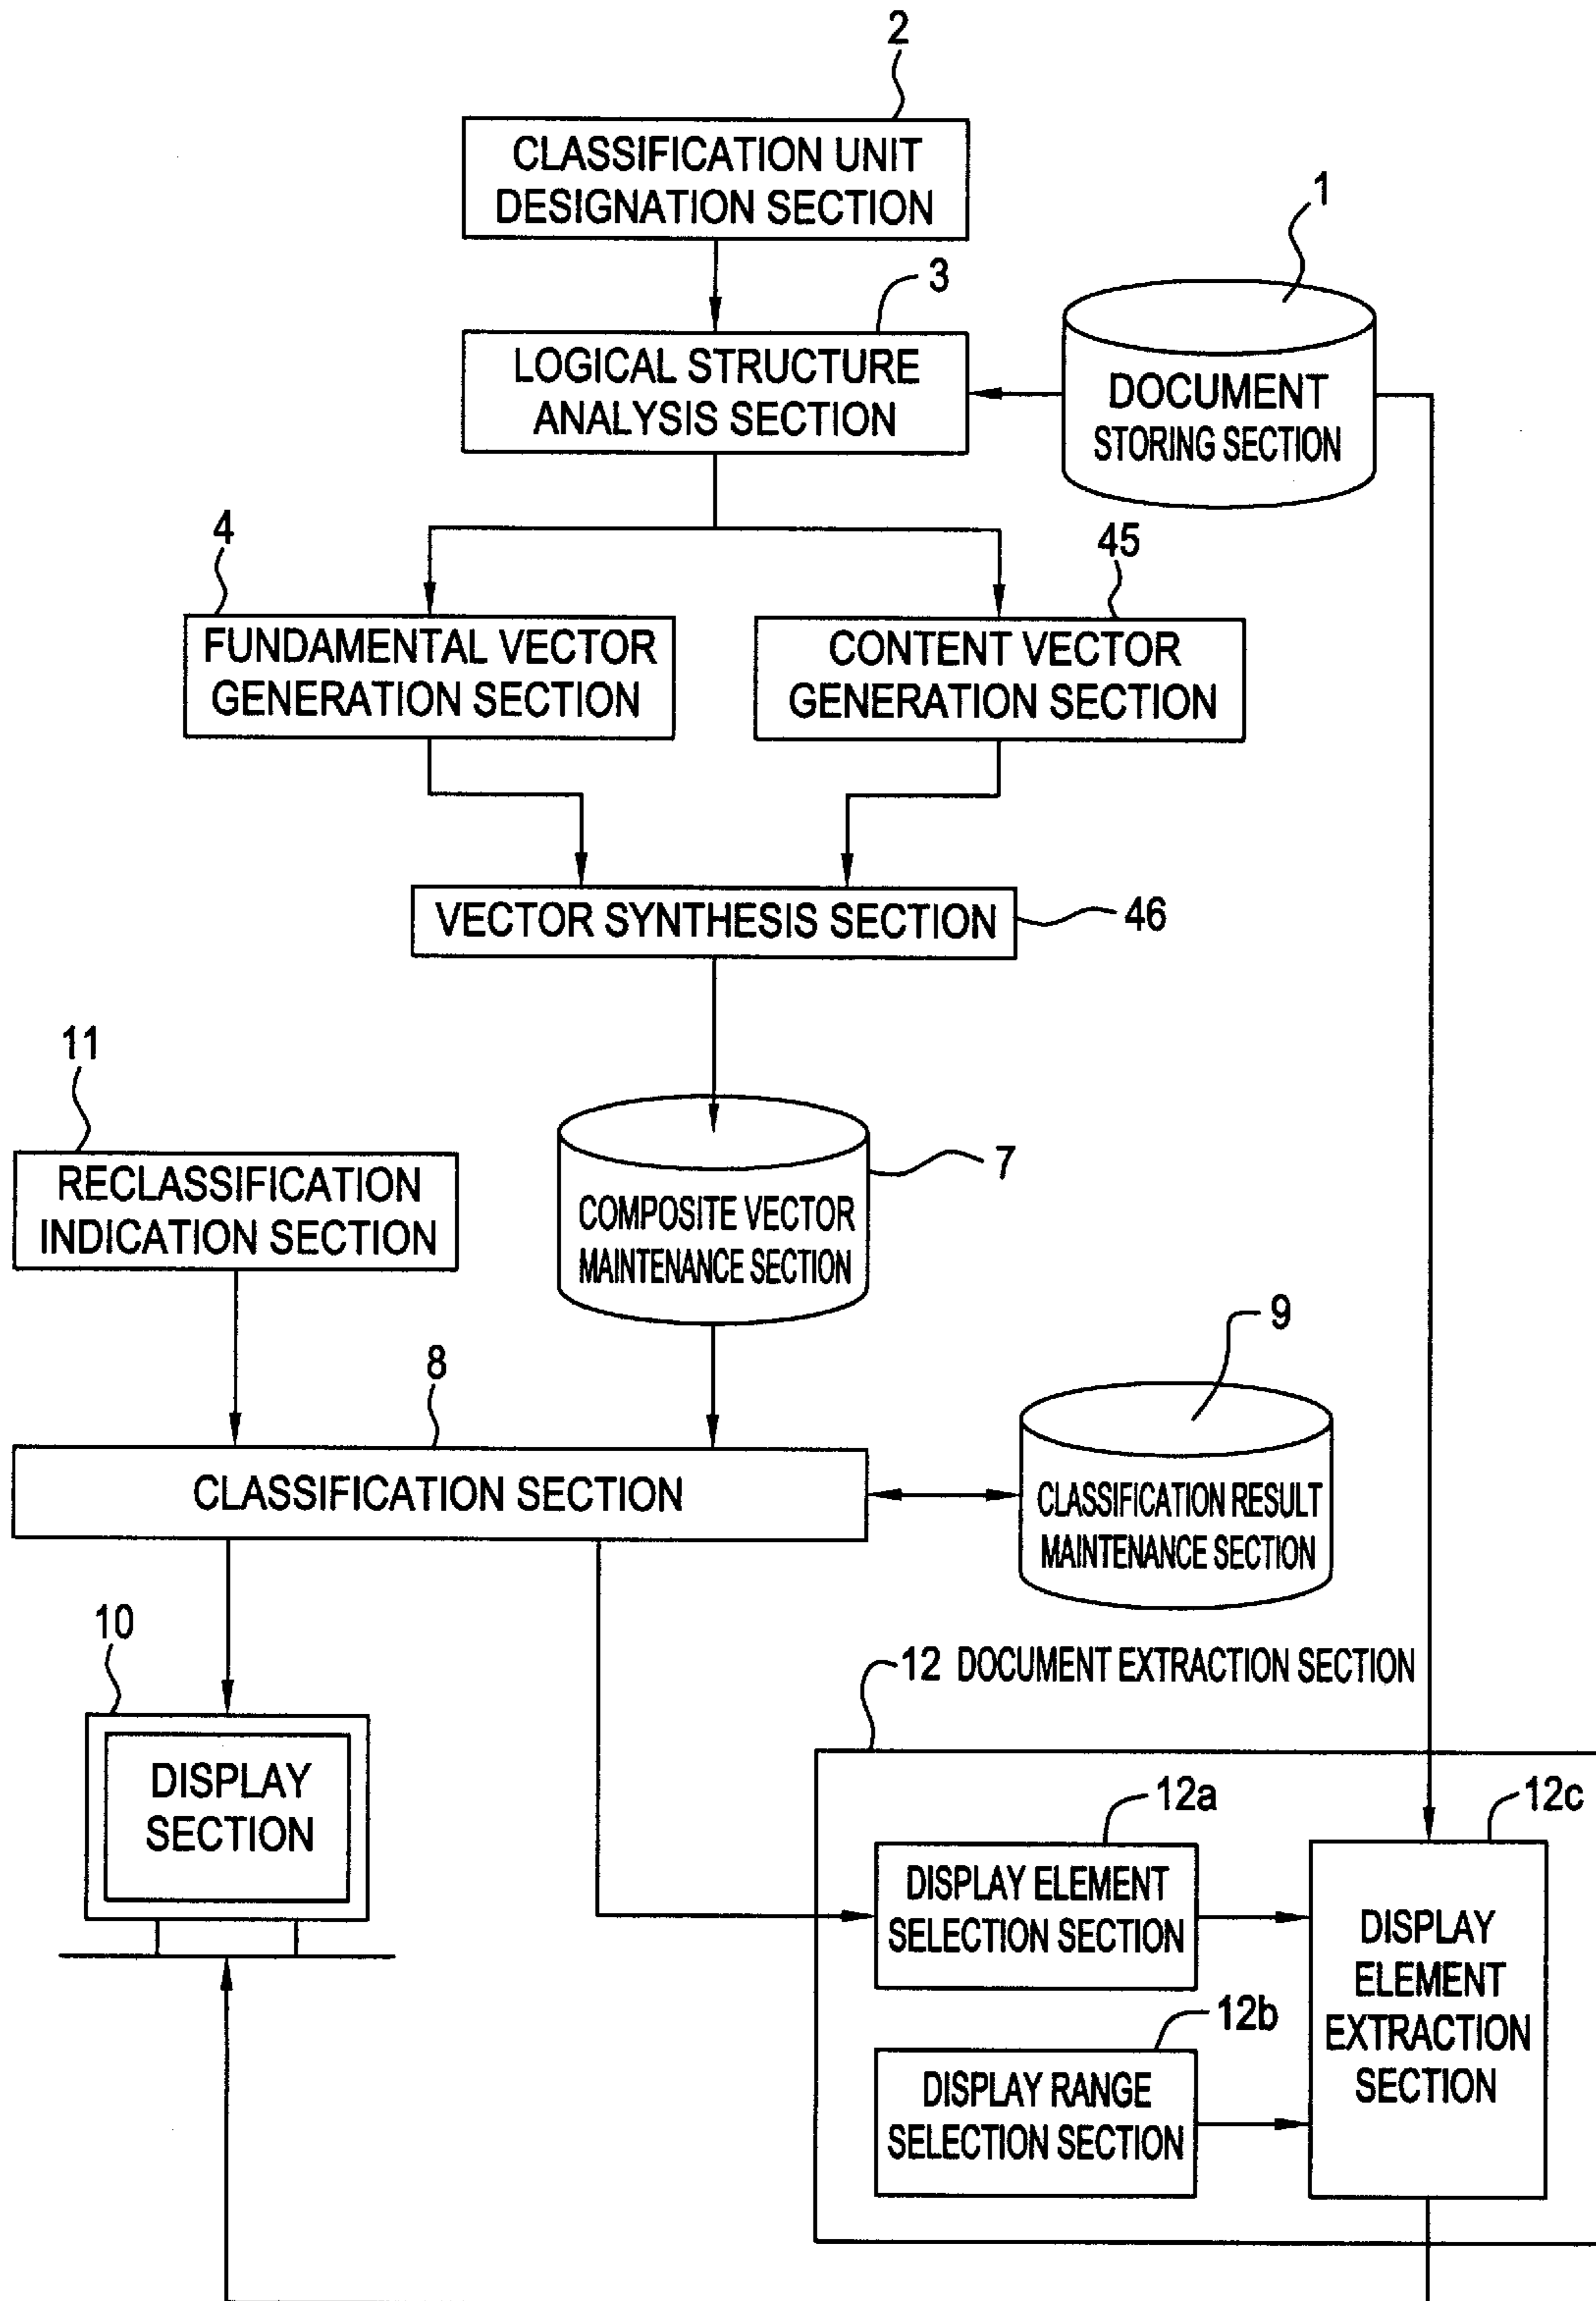 2
CLASSIFICATION UNIT
DESIGNATION SECTION
1
3
LOGICAL STRUCTURE
ANALYSIS SECTION
DOCUMENT
STORING SECTION
4
45
FUNDAMENTAL VECTOR
GENERATION SECTION
CONTENT VECTOR
GENERATION SECTION
VECTOR SYNTHESIS SECTION
46
11
RECLASSIFICATION
INDICATION SECTION
7
COMPOSITE VECTOR
MAINTENANCE SECTION
9
8
CLASSIFICATION SECTION
CLASSIFICATION RESULT
MAINTENANCE SECTION
10
12 DOCUMENT EXTRACTION SECTION
DISPLAY
SECTION
12a
12c
DISPLAY ELEMENT
SELECTION SECTION
DISPLAY
ELEMENT
EXTRACTION
SECTION
12b
DISPLAY RANGE
SELECTION SECTION